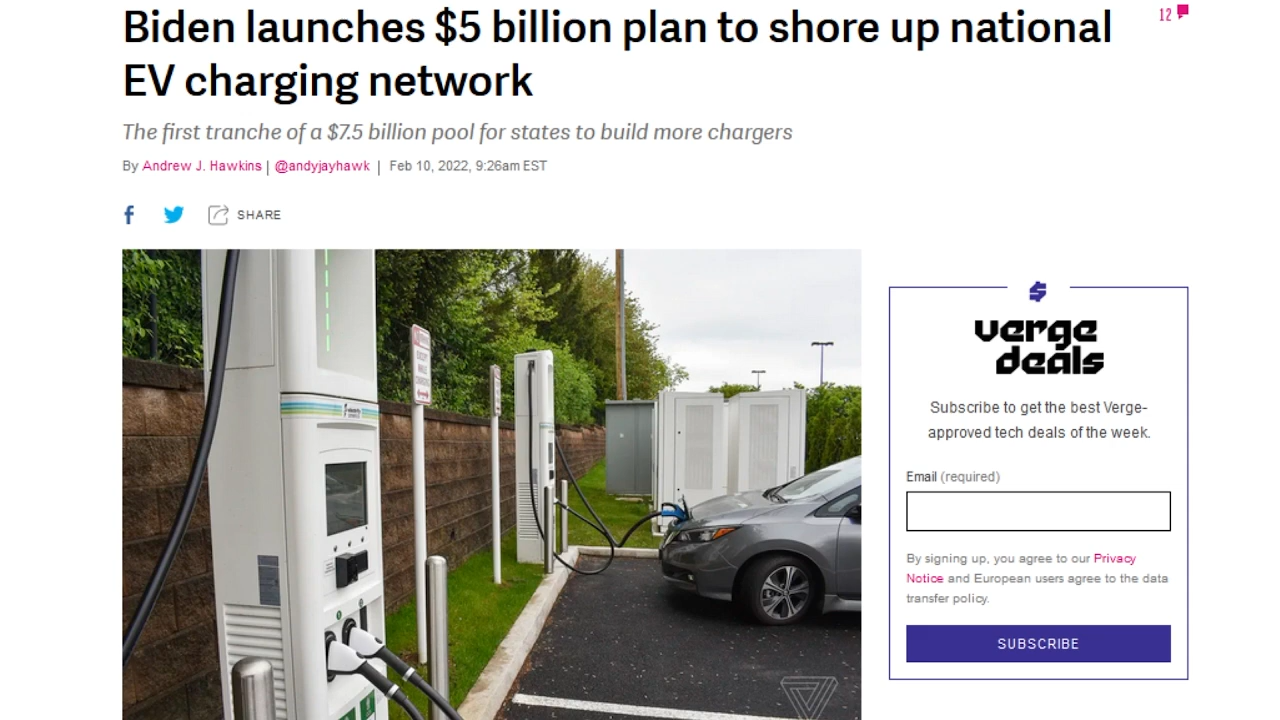 Biden launches $5 billion plan to shore up national
12
EV charging network
The first tranche of a $7.5 billion pool for states to build more chargers
By Andrew J. Hawkins | @andyjayhawk | Feb 10, 2022, 9:26am EST
SHARE
EXCEPT
WHILE
CHARGING
verge
deals
Subscribe to get the best Verge-
approved tech deals of the week.
Email (required)
By signing up, you agree to our Privacy
Notice and European users agree to the data
transfer policy.
SUBSCRIBE